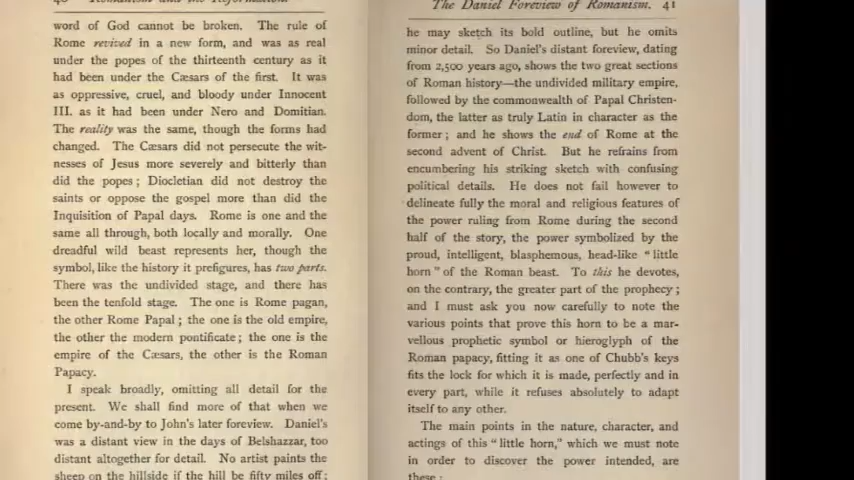 word of God cannot be broken. The rule of
Rome revived in a new form, and was as real
under the popes of the thirteenth century as it
had been under the Cæsars of the first. It was
as oppressive, cruel, and bloody under Innocent
III. as it had been under Nero and Domitian.
The reality was the same, though the forms had
changed. The Cæsars did not persecute the wit-
nesses of Jesus more severely and bitterly than
did the popes; Diocletian did not destroy the
saints or oppose the gospel more than did the
Inquisition of Papal days. Rome is one and the
same all through, both locally and morally. One
dreadful wild beast represents her, though the
symbol, like the history it prefigures, has two parts.
There was the undivided stage, and there has
been the tenfold stage. The one is Rome pagan,
the other Rome Papal; the one is the old empire,
the other the modern pontificate; the one is the
empire of the Cæsars, the other is the Roman
Papacy.
I speak broadly, omitting all detail for the
present. We shall find more of that when we
come by-and-by to John's later foreview. Daniel's
was a distant view in the days of Belshazzar, too
distant altogether for detail. No artist paints the
sheep on the hillside if the hill be fifty miles off;
The Daniel Foreview of Romanism. 41
he may sketch its bold outline, but he omits
minor detail. So Daniel's distant foreview, dating
from 2,500 years ago, shows the two great sections
of Roman history—the undivided military empire,
followed by the commonwealth of Papal Christen-
dom, the latter as truly Latin in character as the
former; and he shows the end of Rome at the
second advent of Christ. But he refrains from
encumbering his striking sketch with confusing
political details. He does not fail however to
delineate fully the moral and religious features of
the power ruling from Rome during the second
half of the story, the power symbolized by the
proud, intelligent, blasphemous, head-like "little
horn" of the Roman beast. To this he devotes,
on the contrary, the greater part of the prophecy;
and I must ask you now carefully to note the
various points that prove this horn to be a mar-
vellous prophetic symbol or hieroglyph of the
Roman papacy, fitting it as one of Chubb's keys
fits the lock for which it is made, perfectly and in
every part, while it refuses absolutely to adapt
itself to any other.
The main points in the nature, character, and
actings of this "little horn," which we must note
in order to discover the power intended, are
these: